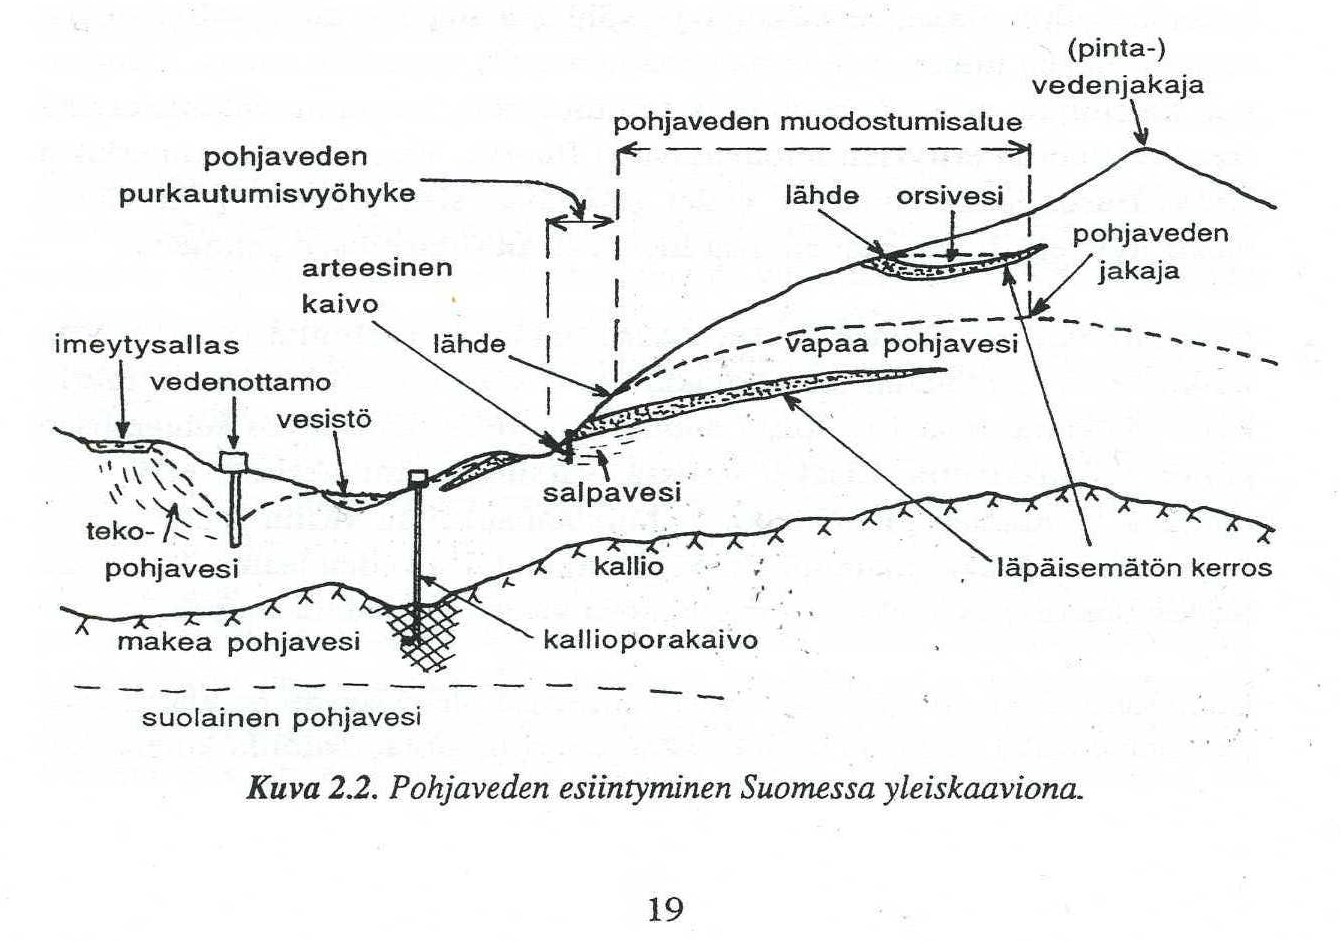 (pinta-)
vedenjakaja
pohjaveden muodostumisalue
pohjaveden
purkautumisvyöhyke
lähde orsivesi
pohjaveden
jakaja
arteesinen
kaivo
imeytysallas
lähde
vapaa pohjavesi
vedenottamo
vesistö
salpavesi
teko-
pohjavesi
kallio
läpäisemätön kerros
makea pohjavesi
kallioporakaivo
suolainen pohjavesi
Kuva 2.2. Pohjaveden esiintyminen Suomessa yleiskaaviona.
19